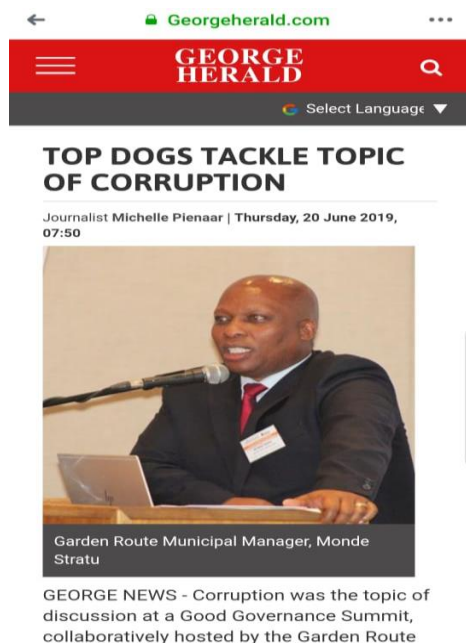 Georgeherald.com
GEORGE
HERALD
Select Language
TOP DOGS TACKLE TOPIC
OF CORRUPTION
Journalist Michelle Pienaar | Thursday, 20 June 2019,
07:50
hp
Garden Route Municipal Manager, Monde
Stratu
GEORGE NEWS - Corruption was the topic of
discussion at a Good Governance Summit,
collaboratively hosted by the Garden Route